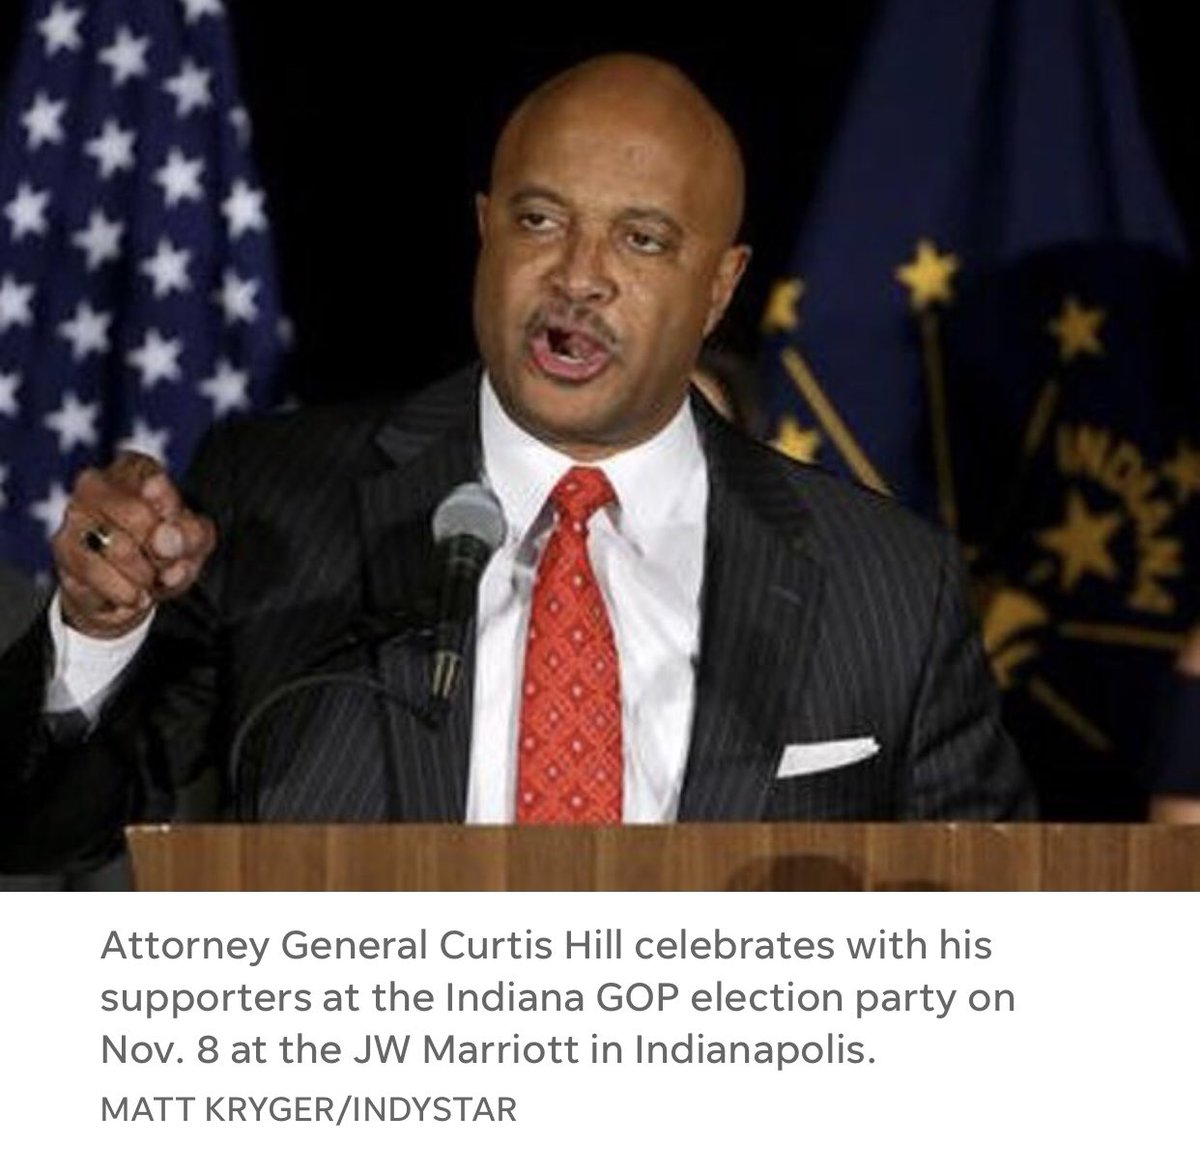 INDIANA
Attorney General Curtis Hill celebrates with his
supporters at the Indiana GOP election party on
Nov. 8 at the JW Marriott in Indianapolis.
MATT KRYGER/INDYSTAR